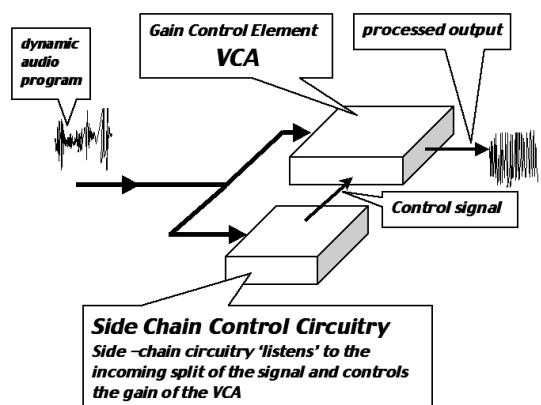 dynamic
audio
program
Gain Control Element
VCA
processed output
Control signal
Side Chain Control Circuitry
Side –chain circuitry ‘listens’ to the
incoming split of the signal and controls
the gain of the VCA